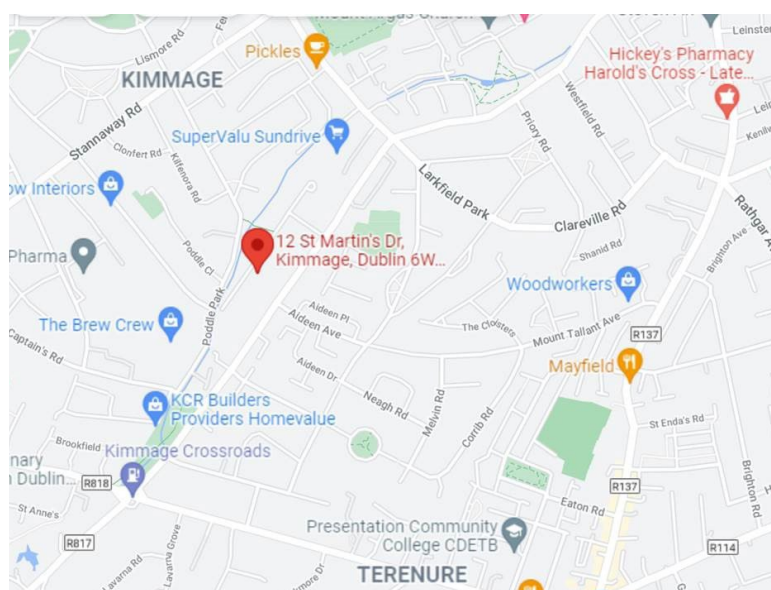 Lismore Rd
Pickles
Leinster
KIMMAGE
Hickey's Pharmacy
Harold's Cross - Late...
Stannaway Rd
SuperValu Sundrive
Westfield Rd
Priory Rd
Clonfert Rd
Kilfenora Rd
Larkfield Park
ow Interiors
Clareville Rd
Rathgar
12 St Martin's Dr,
Kimmage, Dublin 6W...
Brighton Ave
Pharma
Poddle Cl
Shanid Rd
Woodworkers
Aideen Pl
Aideen Ave
The Cloisters
Mount Tallant Ave
The Brew Crew
Poddle Park
R137
Captain's Rd
Mayfield
Aideen Dr
Neagh Rd
Melvin Rd
KCR Builders
Providers Homevalue
Corrib Rd
St Enda's Rd
Brookfield
Kimmage Crossroads
nary
n Dublin...
R818
R137
Brighton Rd
Eaton Rd
St Anne's
Presentation Community
College CDETB
R817
R114
Lavarna Rd
Lavarna Grove
TERENURE